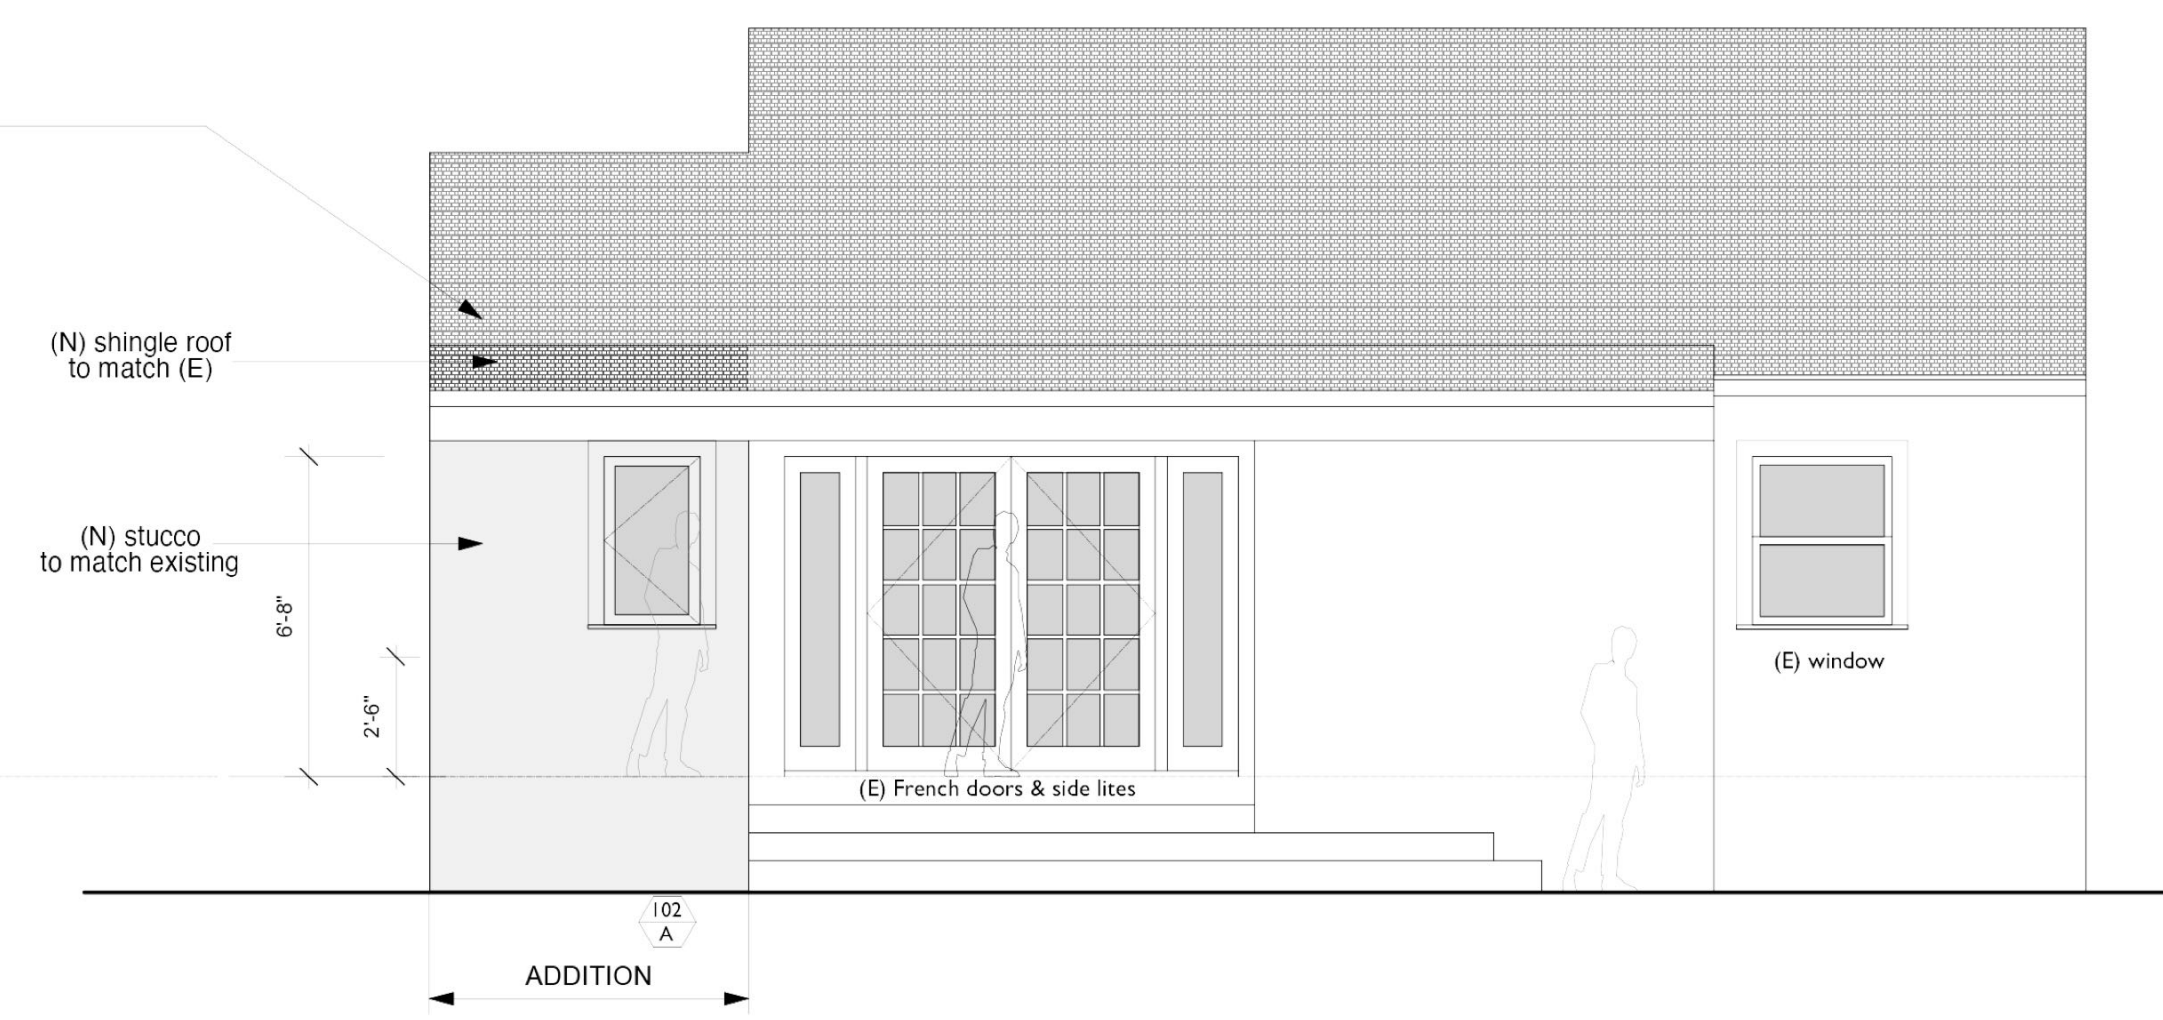 (N) shingle roof
to match (E)
(N) stucco
to match existing
6'-8"
2'-6"
(E) window
(E) French doors & side lites
102
A
ADDITION